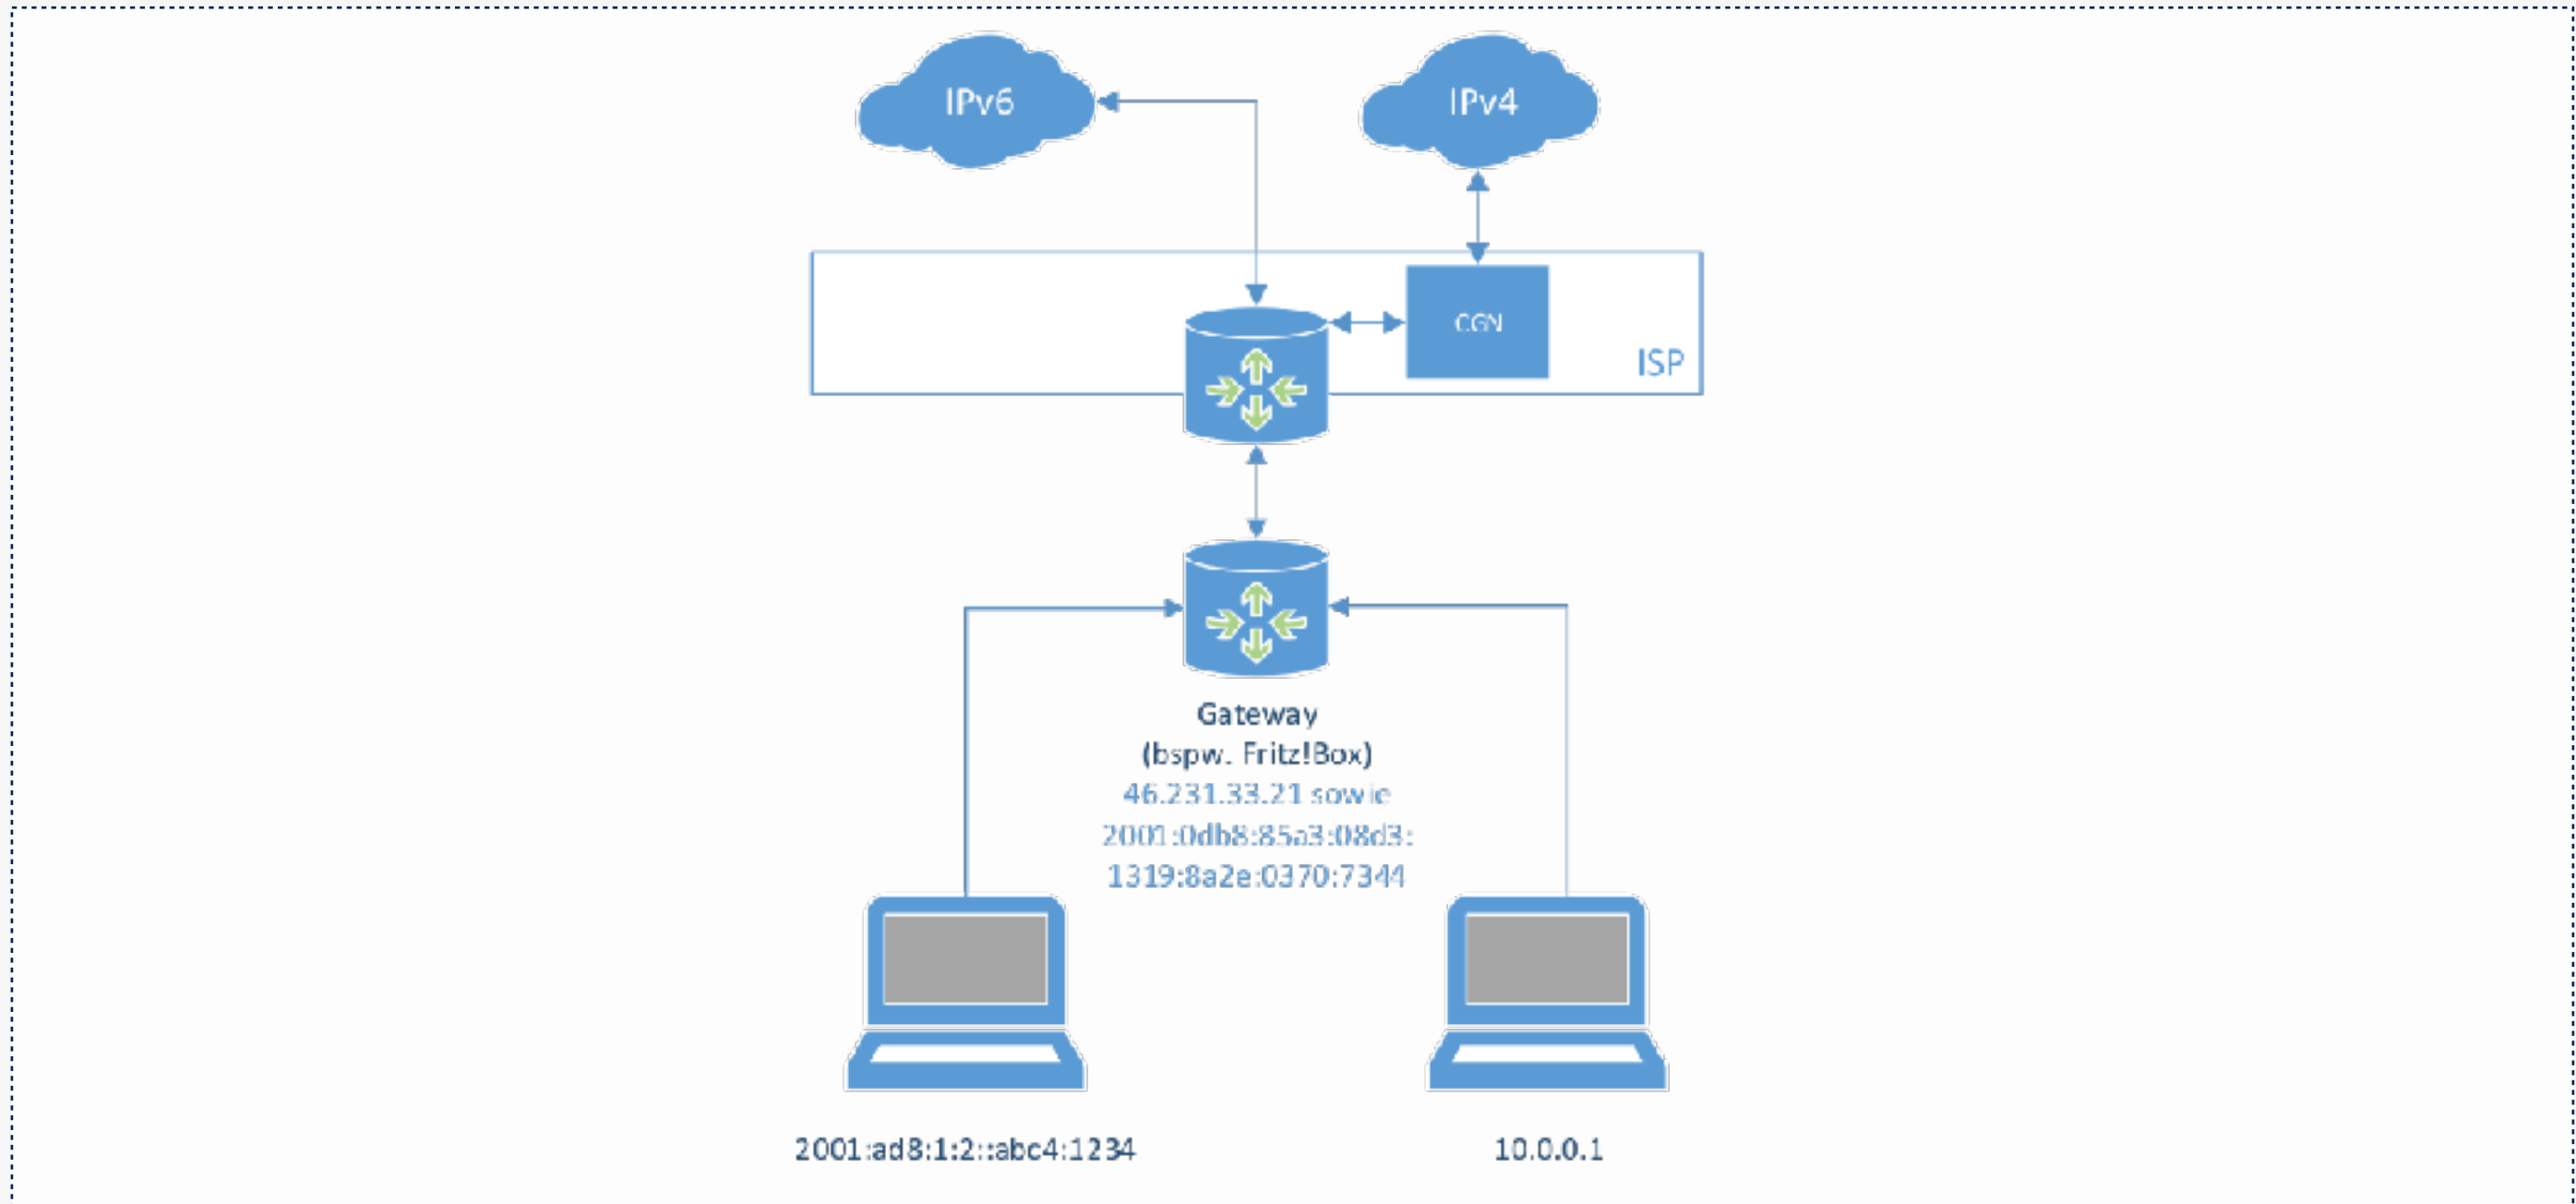 IPv6
IPv4
CGN
ISP
Gateway
(bspw. Fritz!Box)
46.231.33.21 sowie
2001:0db8:85a3:08d3:
1319:8a2e:0370:7344
2001:ad8:1:2::abc4:1234
10.0.0.1